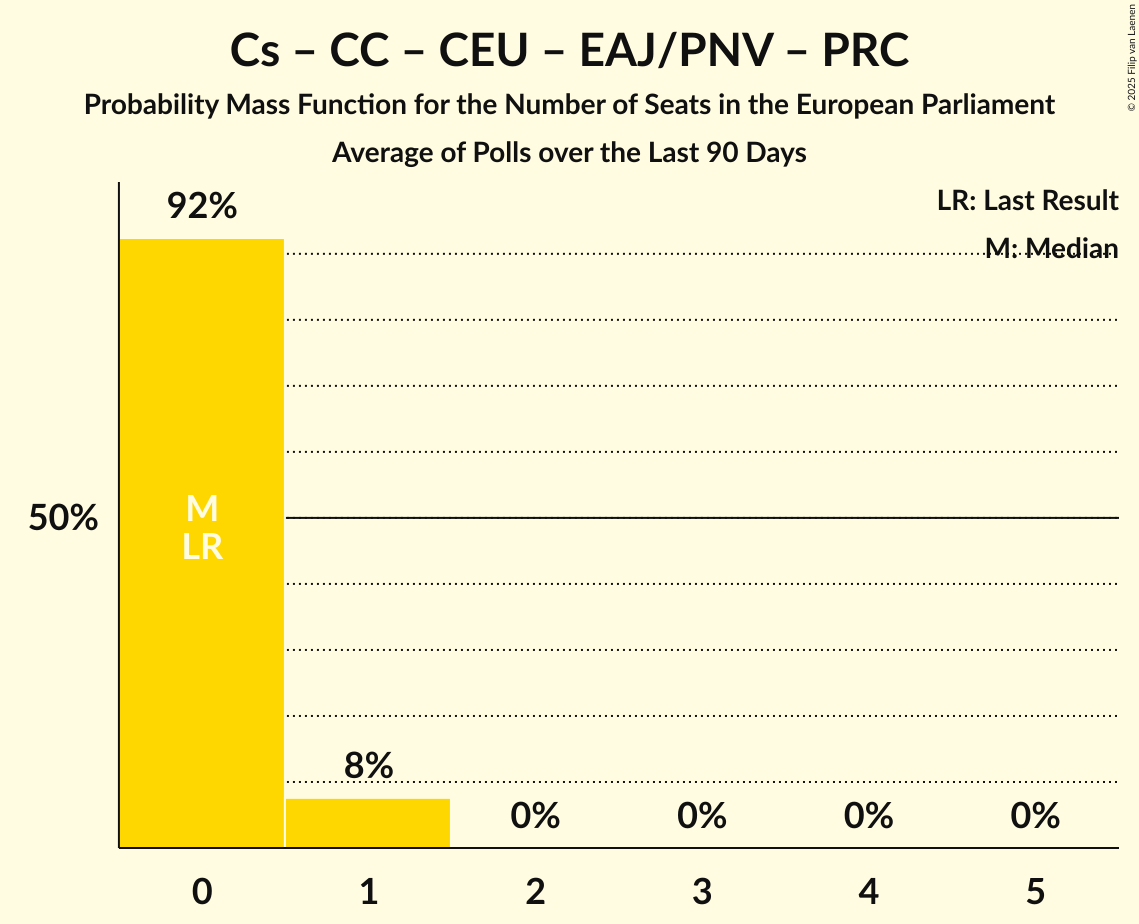 Cs – CC – CEU – EAJ/PNV – PRC
Probability Mass Function for the Number of Seats in the European Parliament
Average of Polls over the Last 90 Days
© 2025 Filip van Laenen
LR: Last Result
M: Median
92%
50%
M
LR
8%
0%
0%
0%
0%
0
1
2
3
4
5